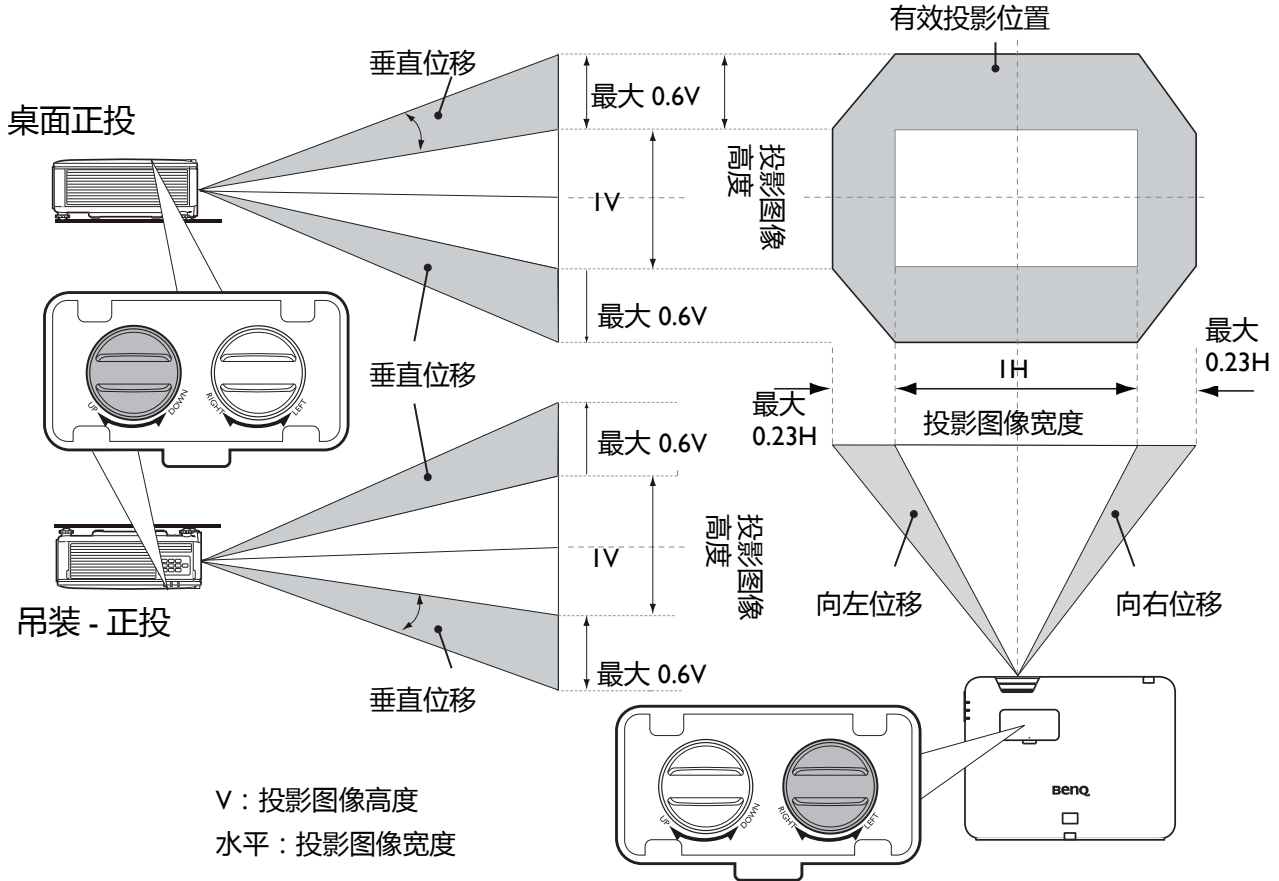 有效投影位置
垂直位移
最大 0.6V
桌面正投
投影图像
高度
1V
最大 0.6V
垂直位移
UP
DOWN
RIGHT
LEFT
最大
0.23H
1H
最大
0.23H
投影图像宽度
最大 0.6V
投影图像
高度
1V
向左位移
向右位移
吊装 - 正投
最大 0.6V
垂直位移
UP
DOWN
RIGHT
LEFT
BenQ
V：投影图像高度
水平：投影图像宽度